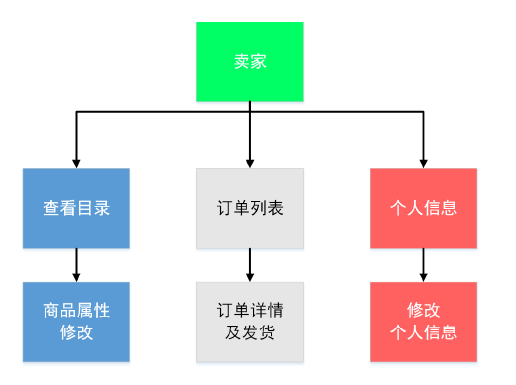 卖家
查看目录
订单列表
个人信息
商品属性
修改
订单详情
及发货
修改
个人信息